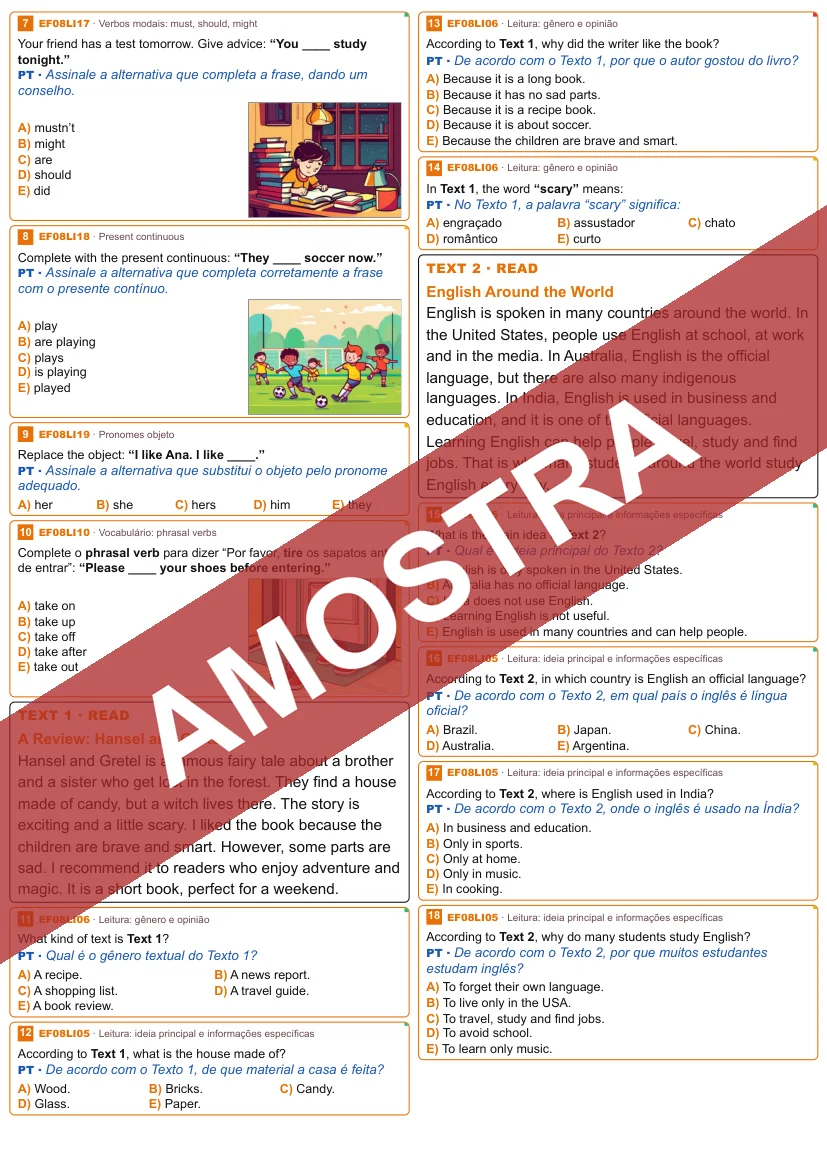 7 EF08LI17 · Verbos modais: must, should, might
Your friend has a test tomorrow. Give advice: “You ____ study
tonight.”
PT · Assinale a alternativa que completa a frase, dando um
conselho.
A) mustn’t
B) might
C) are
D) should
E) did
8 EF08LI18 · Present continuous
Complete with the present continuous: “They ____ soccer now.”
PT · Assinale a alternativa que completa corretamente a frase
com o presente contínuo.
A) play
B) are playing
C) plays
D) is playing
E) played
9 EF08LI19 · Pronomes objeto
Replace the object: “I like Ana. I like ____.”
PT · Assinale a alternativa que substitui o objeto pelo pronome
adequado.
A) her B) she C) hers D) him E) they
10 EF08LI10 · Vocabulário: phrasal verbs
Complete o phrasal verb para dizer “Por favor, tire os sapatos
de entrar”: “Please ____ your shoes before entering.”
A) take on
B) take up
C) take off
D) take after
E) take out
TEXT 1 · READ
A Review: Hansel
Hansel and Gretel is a famous fairy tale about a brother
and a sister who get lost in the forest. They find a house
made of candy, but a witch lives there. The story is
exciting and a little scary. I liked the book because the
children are brave and smart. However, some parts are
sad. I recommend it to readers who enjoy adventure and
magic. It is a short book, perfect for a weekend.
11 EF08LI06 · Leitura: gênero e opinião
What kind of text is Text 1?
PT · Qual é o gênero textual do Texto 1?
A) A recipe. B) A news report.
C) A shopping list. D) A travel guide.
E) A book review.
12 EF08LI05 · Leitura: ideia principal e informações específicas
According to Text 1, what is the house made of?
PT · De acordo com o Texto 1, de que material a casa é feita?
A) Wood. B) Bricks. C) Candy.
D) Glass. E) Paper.
13 EF08LI06 · Leitura: gênero e opinião
According to Text 1, why did the writer like the book?
PT · De acordo com o Texto 1, por que o autor gostou do livro?
A) Because it is a long book.
B) Because it has no sad parts.
C) Because it is a recipe book.
D) Because it is about soccer.
E) Because the children are brave and smart.
14 EF08LI06 · Leitura: gênero e opinião
In Text 1, the word “scary” means:
PT · No Texto 1, a palavra “scary” significa:
A) engraçado B) assustador C) chato
D) romântico E) curto
TEXT 2 · READ
English Around the World
English is spoken in many countries around the world. In
the United States, people use English at school, at work
and in the media. In Australia, English is the official
language, but there are also many indigenous
languages. In India, English is used in business and
education, and it is one of the official languages.
Learning English can help people travel, study and find
jobs. That is why many students around the world study
English
15 · Leitura: ideia principal e informações específicas
What is the main idea of Text 2?
PT · Qual é a ideia principal do Texto 2?
English is only spoken in the United States.
B) Australia has no official language.
C) India does not use English.
Learning English is not useful.
E) English is used in many countries and can help people.
16 EF08LI05 · Leitura: ideia principal e informações específicas
According to Text 2, in which country is English an official language?
PT · De acordo com o Texto 2, em qual país o inglês é língua
oficial?
A) Brazil. B) Japan. C) China.
D) Australia. E) Argentina.
17 EF08LI05 · Leitura: ideia principal e informações específicas
According to Text 2, where is English used in India?
PT · De acordo com o Texto 2, onde o inglês é usado na Índia?
A) In business and education.
B) Only in sports.
C) Only at home.
D) Only in music.
E) In cooking.
18 EF08LI05 · Leitura: ideia principal e informações específicas
According to Text 2, why do many students study English?
PT · De acordo com o Texto 2, por que muitos estudantes
estudam inglês?
A) To forget their own language.
B) To live only in the USA.
C) To travel, study and find jobs.
D) To avoid school.
E) To learn only music.
AMOSTRA